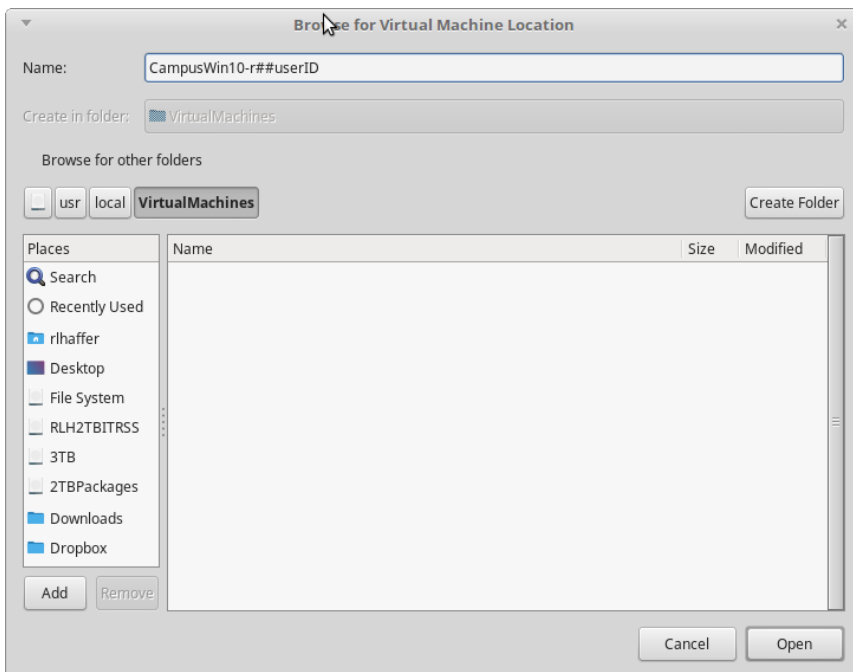 Browse for Virtual Machine Location
Name: CampusWin10-r##userID
Create in folder: VirtualMachines
Browse for other folders
usr local VirtualMachines Create Folder
Places Name Size Modified
Search
Recently Used
rlhaffer
Desktop
File System
RLH2TBITRSS
3TB
2TBPackages
Downloads
Dropbox
Add Remove
Cancel Open